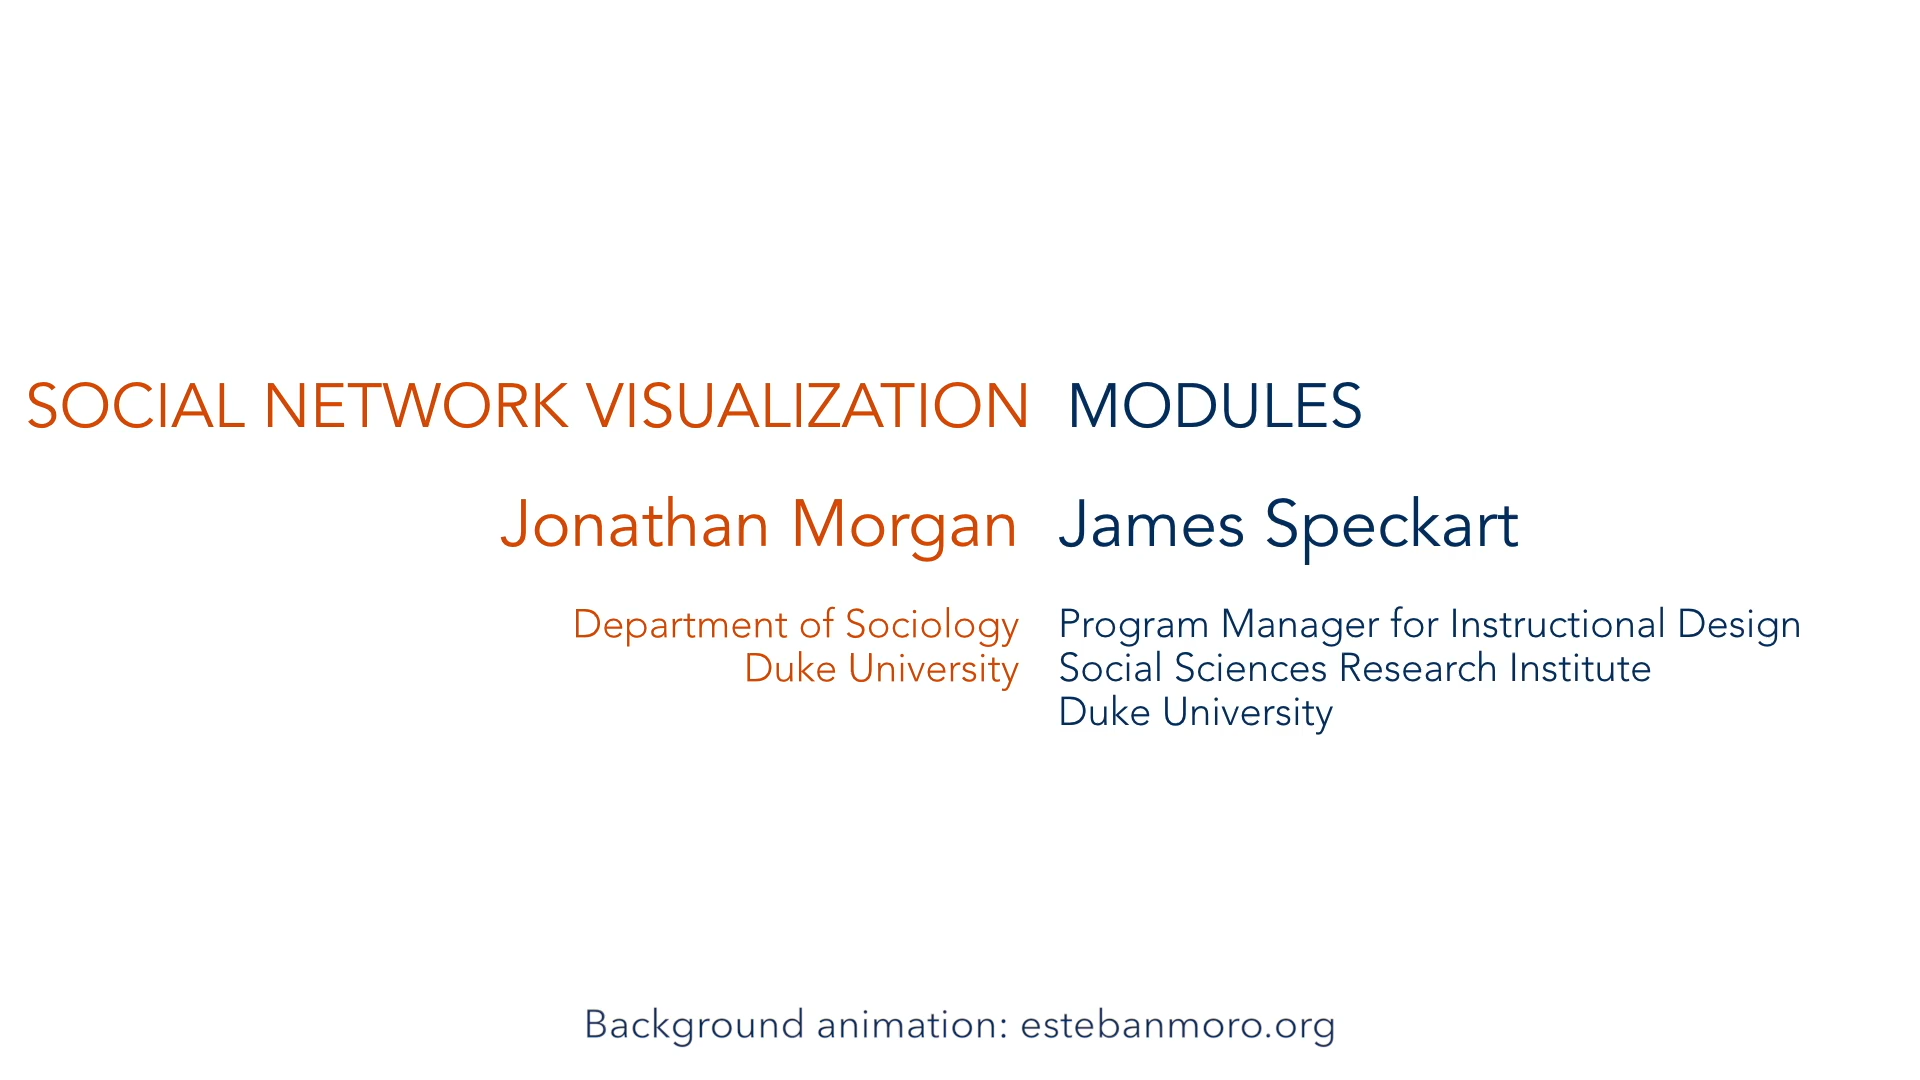 SOCIAL NETWORK VISUALIZATION MODULES
Jonathan Morgan
Department of Sociology
Duke University
James Speckart
Program Manager for Instructional Design
Social Sciences Research Institute
Duke University
Background animation: estebanmoro.org